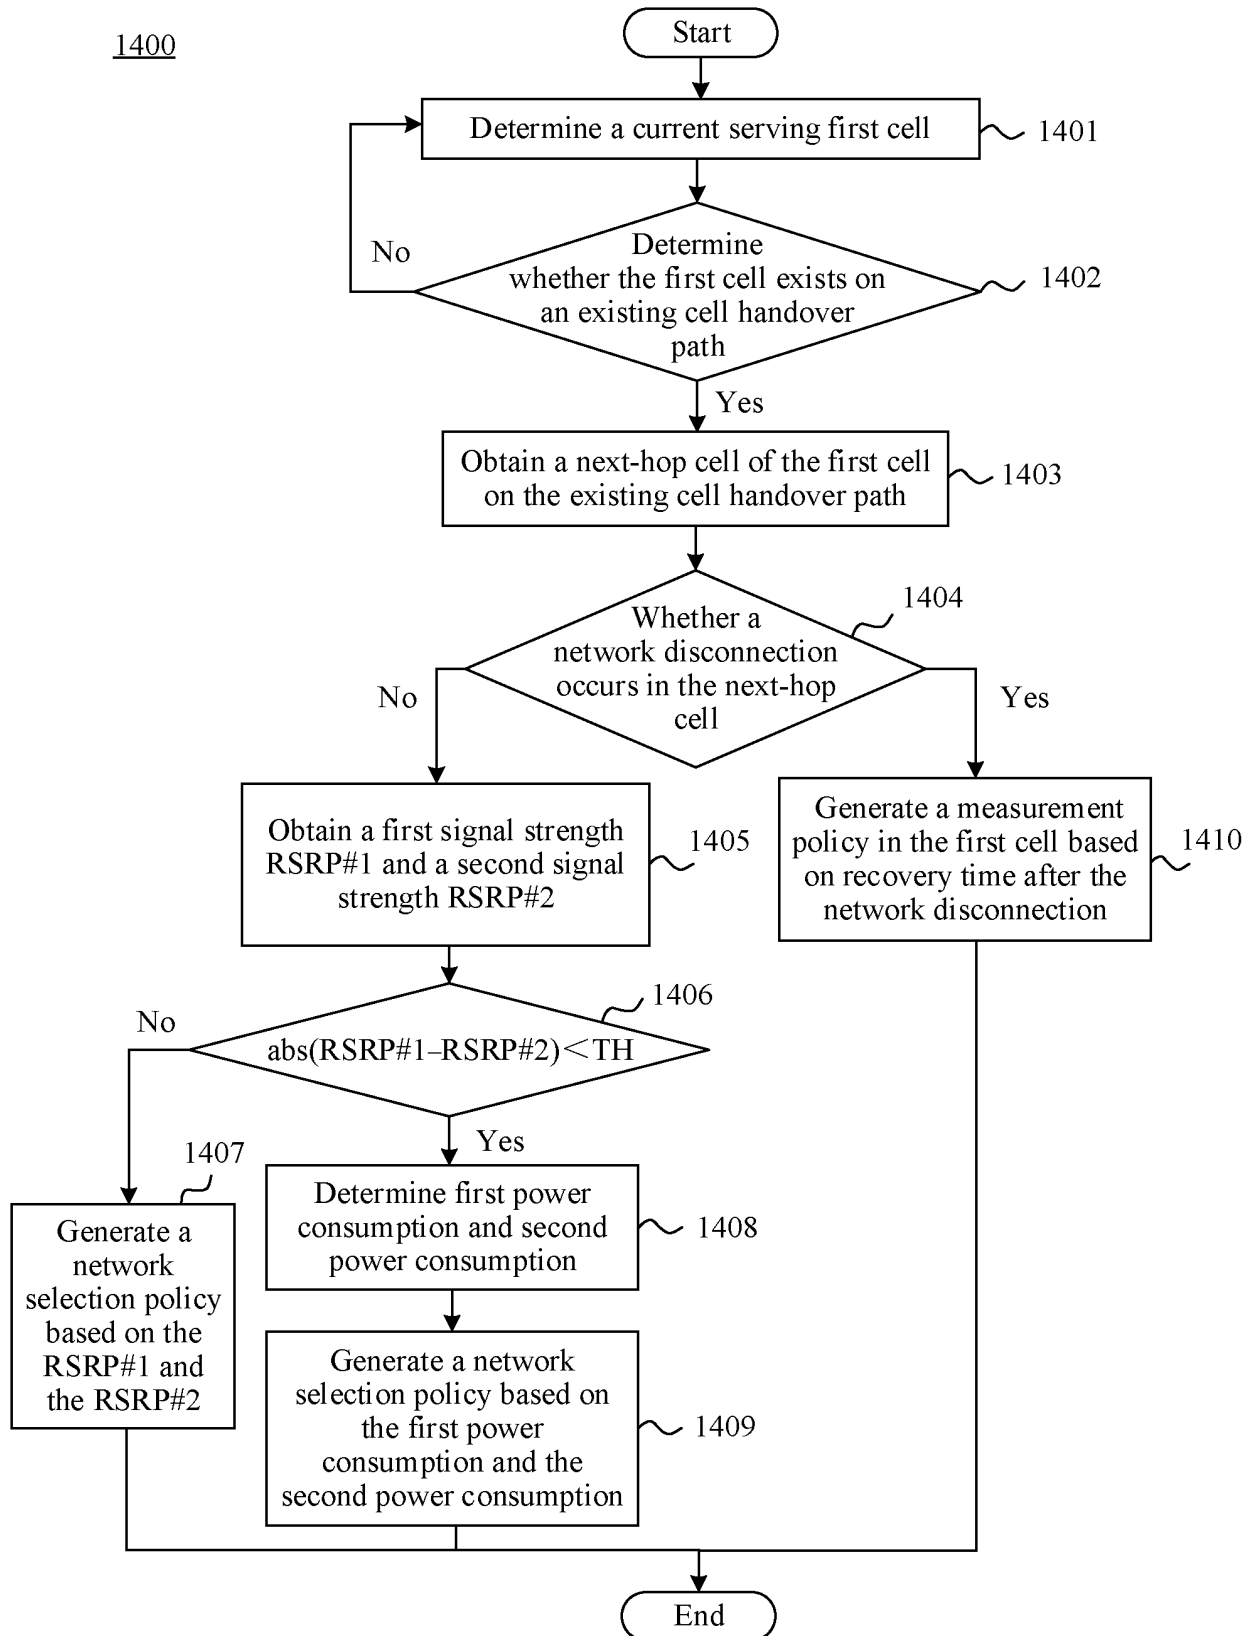 1400
Start
Determine a current serving first cell
1401
No
Determine
whether the first cell exists on
an existing cell handover
path
1402
Yes
Obtain a next-hop cell of the first cell
on the existing cell handover path
1403
Whether a
network disconnection
occurs in the next-hop
cell
1404
No
Yes
Obtain a first signal strength
RSRP#1 and a second signal
strength RSRP#2
1405
Generate a measurement
policy in the first cell based
on recovery time after the
network disconnection
1410
abs(RSRP#1–RSRP#2)<TH
1406
No
Yes
1407
Generate a
network
selection policy
based on the
RSRP#1 and
the RSRP#2
Determine first power
consumption and second
power consumption
1408
Generate a network
selection policy based on
the first power
consumption and the
second power consumption
1409
End